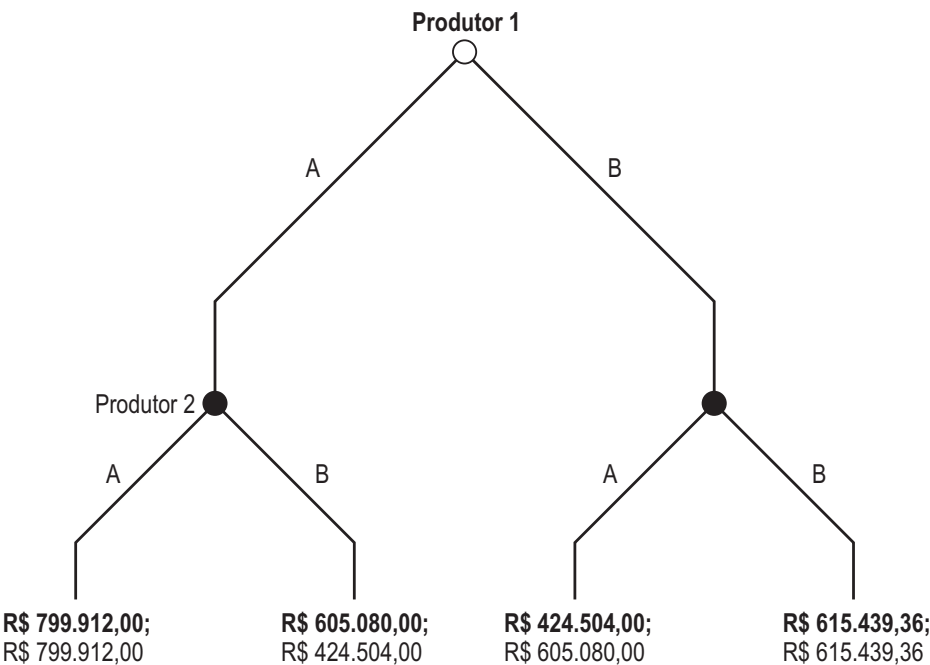 Produtor 1
A
B
Produtor 2
A
B
A
B
R$ 799.912,00;
R$ 799.912,00
R$ 605.080,00;
R$ 424.504,00
R$ 424.504,00;
R$ 605.080,00
R$ 615.439,36;
R$ 615.439,36